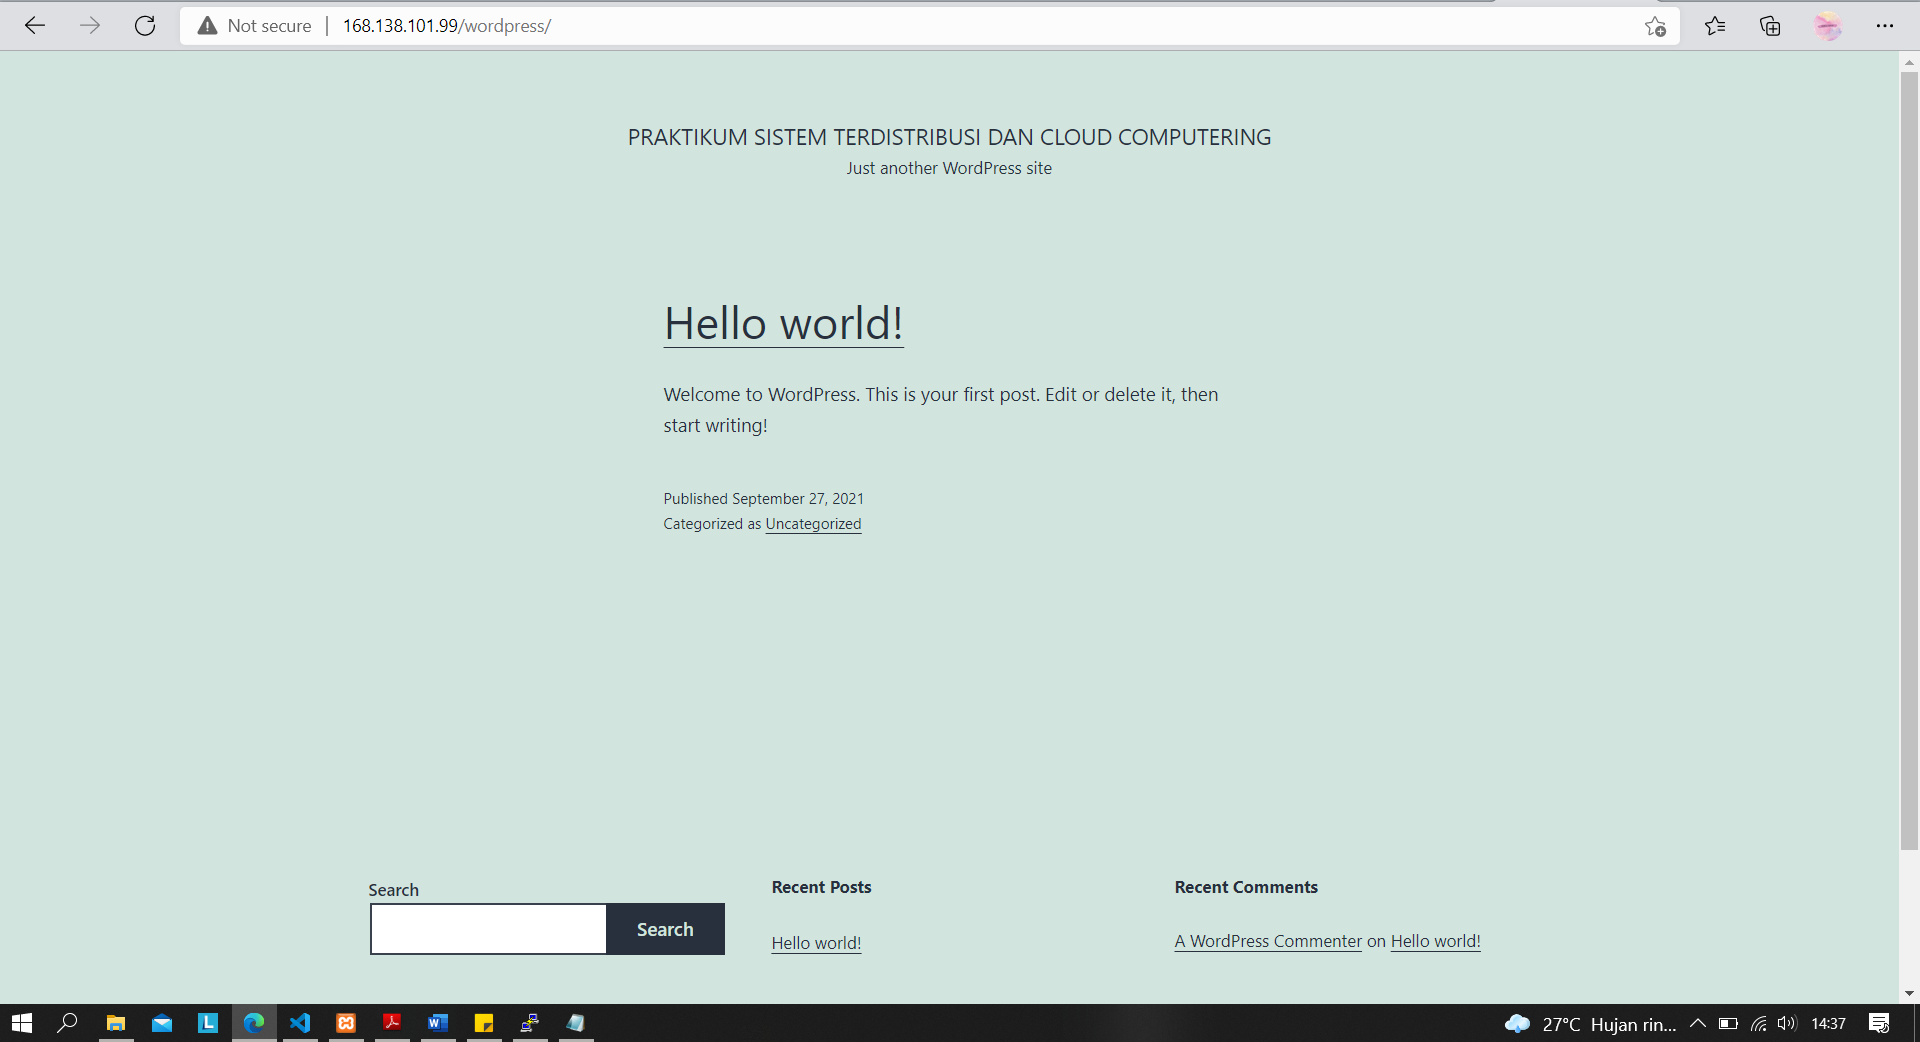 Not secure | 168.138.101.99/wordpress/
PRAKTIKUM SISTEM TERDISTRIBUSI DAN CLOUD COMPUTERING
Just another WordPress site
Hello world!
Welcome to WordPress. This is your first post. Edit or delete it, then
start writing!
Published September 27, 2021
Categorized as Uncategorized
Search
Search
Recent Posts
Hello world!
Recent Comments
A WordPress Commenter on Hello world!
27°C Hujan rin... 14:37